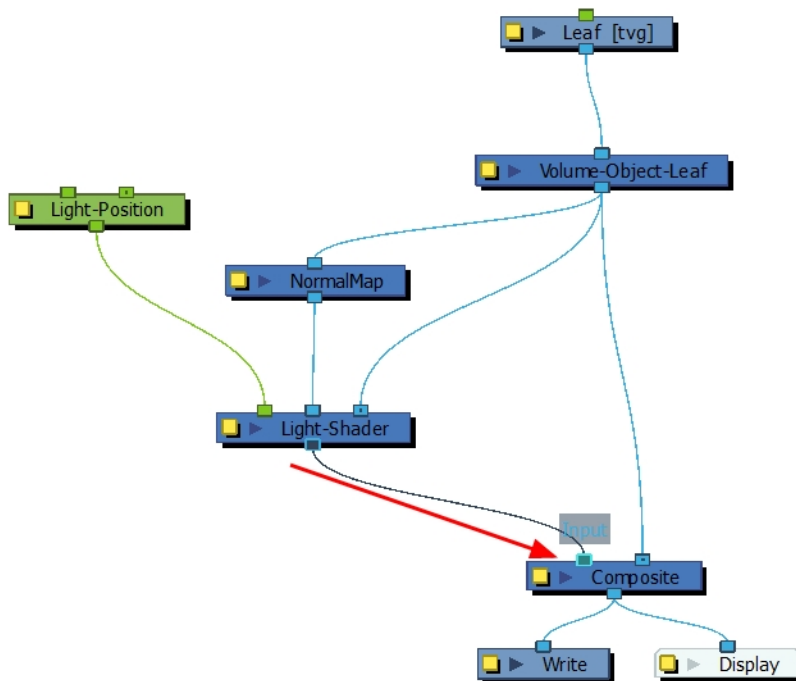 Leaf [tvg]
Volume-Object-Leaf
Light-Position
NormalMap
Light-Shader
Input
Composite
Write
Display